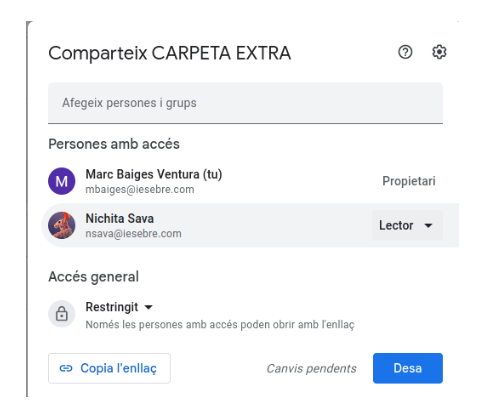 Comparteix CARPETA EXTRA
Afegeix persones i grups
Persones amb accés
M
Marc Baiges Ventura (tu)
mbaiges@iesebre.com
Propietari
Nichita Sava
nsava@iesebre.com
Lector
Accés general
Restringit
Només les persones amb accés poden obrir amb l'enllaç
Copia l'enllaç
Canvis pendents
Desa